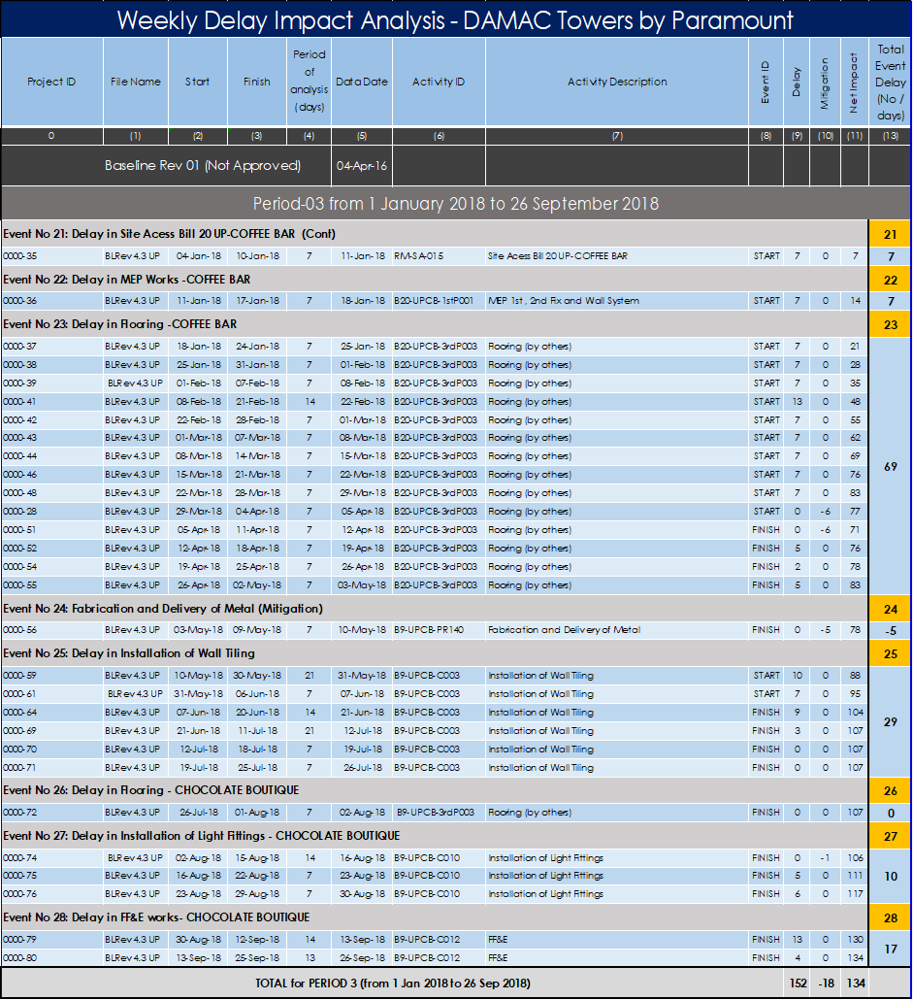 Weekly Delay Impact Analysis - DAMAC Towers by Paramount
Project ID File Name Start Finish Period of analysis (days) Data Date Activity ID Activity Description Event ID Delay Mitigation Net Impact Total Event Delay (No / days)
0 (1) (2) (3) (4) (5) (6) (7) (8) (9) (10) (11) (13)
Baseline Rev 01 (Not Approved) 04-Apr-16
Period-03 from 1 January 2018 to 26 September 2018
Event No 21: Delay in Site Acess Bill 20 UP-COFFEE BAR (Cont) 21
0000-35 BLRev 4.3 UP 04-Jan-18 10-Jan-18 7 11-Jan-18 RM-SA-015 Site Acess Bill 20 UP-COFFEE BAR START 7 0 7 7
Event No 22: Delay in MEP Works -COFFEE BAR 22
0000-36 BLRev 4.3 UP 11-Jan-18 17-Jan-18 7 18-Jan-18 B20-UPCB-1stP001 MEP 1st , 2nd Fix and Wall System START 7 0 14 7
Event No 23: Delay in Flooring -COFFEE BAR 23
0000-37 BLRev 4.3 UP 18-Jan-18 24-Jan-18 7 25-Jan-18 B20-UPCB-3rdP003 Flooring (by others) START 7 0 21
0000-38 BLRev 4.3 UP 25-Jan-18 31-Jan-18 7 01-Feb-18 B20-UPCB-3rdP003 Flooring (by others) START 7 0 28
0000-39 BLRev 4.3 UP 01-Feb-18 07-Feb-18 7 08-Feb-18 B20-UPCB-3rdP003 Flooring (by others) START 7 0 35
0000-41 BLRev 4.3 UP 08-Feb-18 21-Feb-18 14 22-Feb-18 B20-UPCB-3rdP003 Flooring (by others) START 13 0 48
0000-42 BLRev 4.3 UP 22-Feb-18 28-Feb-18 7 01-Mar-18 B20-UPCB-3rdP003 Flooring (by others) START 7 0 55
0000-43 BLRev 4.3 UP 01-Mar-18 07-Mar-18 7 08-Mar-18 B20-UPCB-3rdP003 Flooring (by others) START 7 0 62
0000-44 BLRev 4.3 UP 08-Mar-18 14-Mar-18 7 15-Mar-18 B20-UPCB-3rdP003 Flooring (by others) START 7 0 69
0000-46 BLRev 4.3 UP 15-Mar-18 21-Mar-18 7 22-Mar-18 B20-UPCB-3rdP003 Flooring (by others) START 7 0 76 69
0000-48 BLRev 4.3 UP 22-Mar-18 28-Mar-18 7 29-Mar-18 B20-UPCB-3rdP003 Flooring (by others) START 7 0 83
0000-28 BLRev 4.3 UP 29-Mar-18 04-Apr-18 7 05-Apr-18 B20-UPCB-3rdP003 Flooring (by others) START 0 -6 77
0000-51 BLRev 4.3 UP 05-Apr-18 11-Apr-18 7 12-Apr-18 B20-UPCB-3rdP003 Flooring (by others) FINISH 0 -6 71
0000-52 BLRev 4.3 UP 12-Apr-18 18-Apr-18 7 19-Apr-18 B20-UPCB-3rdP003 Flooring (by others) FINISH 5 0 76
0000-54 BLRev 4.3 UP 19-Apr-18 25-Apr-18 7 26-Apr-18 B20-UPCB-3rdP003 Flooring (by others) FINISH 2 0 78
0000-55 BLRev 4.3 UP 26-Apr-18 02-May-18 7 03-May-18 B20-UPCB-3rdP003 Flooring (by others) FINISH 5 0 83
Event No 24: Fabrication and Delivery of Metal (Mitigation) 24
0000-56 BLRev 4.3 UP 03-May-18 09-May-18 7 10-May-18 B9-UPCB-PR140 Fabrication and Delivery of Metal FINISH 0 -5 78 -5
Event No 25: Delay in Installation of Wall Tiling 25
0000-59 BLRev 4.3 UP 10-May-18 30-May-18 21 31-May-18 B9-UPCB-C003 Installation of Wall Tiling START 10 0 88
0000-61 BLRev 4.3 UP 31-May-18 06-Jun-18 7 07-Jun-18 B9-UPCB-C003 Installation of Wall Tiling START 7 0 95
0000-64 BLRev 4.3 UP 07-Jun-18 20-Jun-18 14 21-Jun-18 B9-UPCB-C003 Installation of Wall Tiling FINISH 9 0 104
0000-69 BLRev 4.3 UP 21-Jun-18 11-Jul-18 21 12-Jul-18 B9-UPCB-C003 Installation of Wall Tiling FINISH 3 0 107 29
0000-70 BLRev 4.3 UP 12-Jul-18 18-Jul-18 7 19-Jul-18 B9-UPCB-C003 Installation of Wall Tiling FINISH 0 0 107
0000-71 BLRev 4.3 UP 19-Jul-18 25-Jul-18 7 26-Jul-18 B9-UPCB-C003 Installation of Wall Tiling FINISH 0 0 107
Event No 26: Delay in Flooring - CHOCOLATE BOUTIQUE 26
0000-72 BLRev 4.3 UP 26-Jul-18 01-Aug-18 7 02-Aug-18 B9- UPCB-3rdP003 Flooring (by others) FINISH 0 0 107 0
Event No 27: Delay in Installation of Light Fittings - CHOCOLATE BOUTIQUE 27
0000-74 BLRev 4.3 UP 02-Aug-18 15-Aug-18 14 16-Aug-18 B9-UPCB-C010 Installation of Light Fittings FINISH 0 -1 106
0000-75 BLRev 4.3 UP 16-Aug-18 22-Aug-18 7 23-Aug-18 B9-UPCB-C010 Installation of Light Fittings FINISH 5 0 111 10
0000-76 BLRev 4.3 UP 23-Aug-18 29-Aug-18 7 30-Aug-18 B9-UPCB-C010 Installation of Light Fittings FINISH 6 0 117
Event No 28: Delay in FF&E works- CHOCOLATE BOUTIQUE 28
0000-79 BLRev 4.3 UP 30-Aug-18 12-Sep-18 14 13-Sep-18 B9-UPCB-C012 FF&E FINISH 13 0 130 17
0000-80 BLRev 4.3 UP 13-Sep-18 25-Sep-18 13 26-Sep-18 B9-UPCB-C012 FF&E FINISH 4 0 134
TOTAL for PERIOD 3 (from 1 Jan 2018 to 26 Sep 2018) 152 -18 134